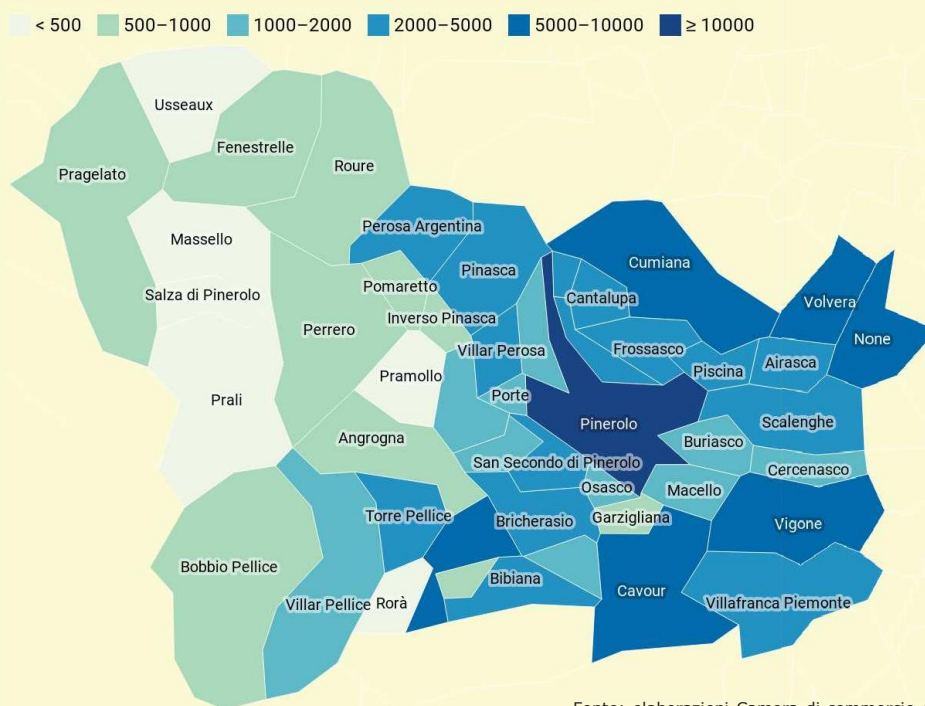 < 500 500–1000 1000–2000 2000–5000 5000–10000 ≥ 10000
Usseaux
Fenestrelle
Roure
Pragelato
Perosa Argentina
Massello
Cumiana
Pinasca
Pomaretto
Salza di Pinerolo
Cantalupa
Volvera
Inverso Pinasca
Perrero
None
Villar Perosa
Frossasco
Airasca
Piscina
Pramollo
Porte
Prali
Pinerolo
Scalenghe
Angrogna
Buriasco
San Secondo di Pinerolo
Cercenasco
Osasco
Macello
Torre Pellice
Garzigliana
Bricherasio
Vigone
Bobbio Pellice
Bibiana
Cavour
Villar Pellice
Rorà
Villafranca Piemonte